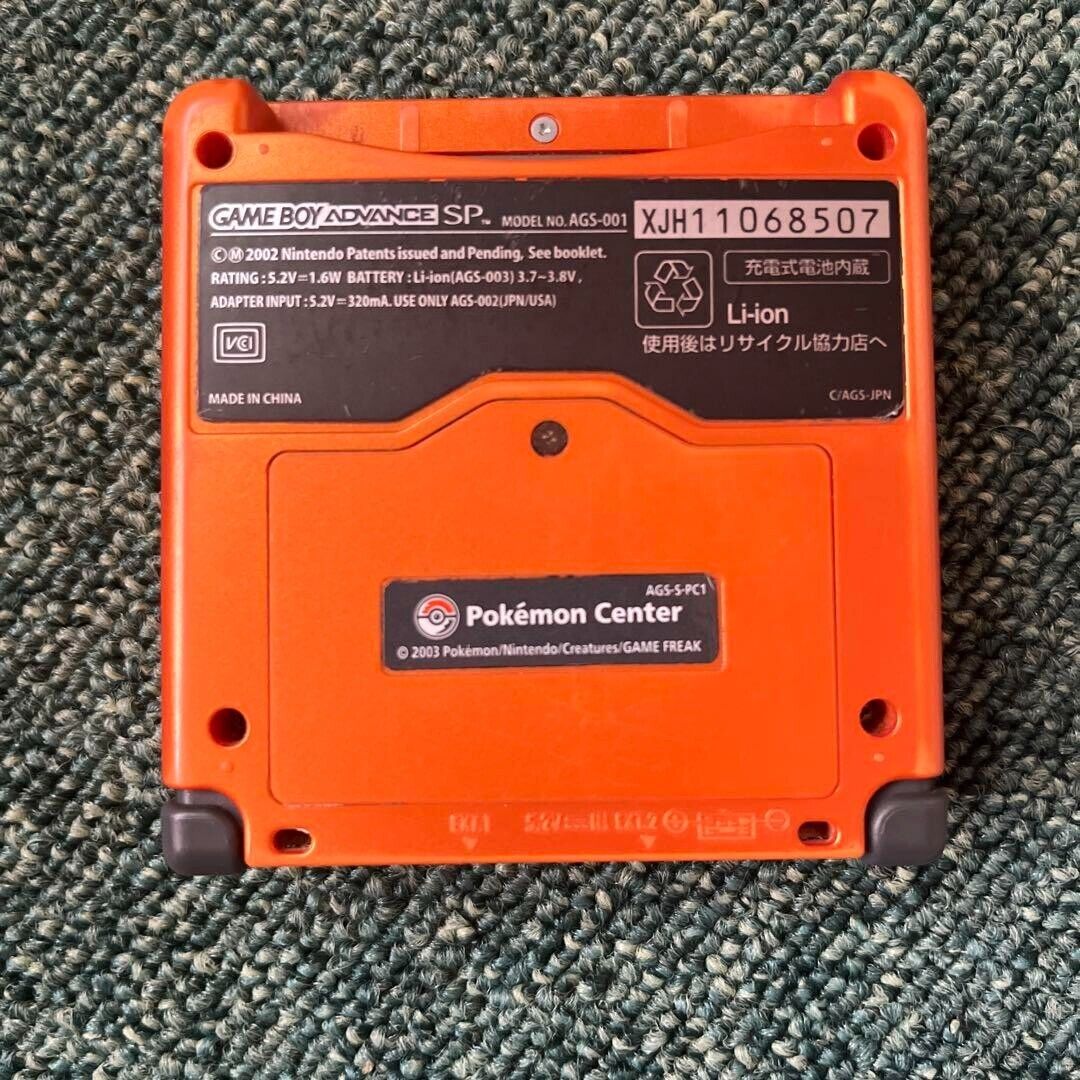 GAME BOY ADVANCE SP™ MODEL NO. AGS-001 XJH11068507
©Ⓜ 2002 Nintendo Patents issued and Pending, See booklet.
RATING : 5.2V⎓1.6W BATTERY : Li-ion(AGS-003) 3.7~3.8V,
ADAPTER INPUT : 5.2V⎓320mA. USE ONLY AGS-002(JPN/USA)
VCI
MADE IN CHINA
充電式電池内蔵
Li-ion
使用後はリサイクル協力店へ
C/AGS-JPN
AGS-S-PC1
Pokémon Center
© 2003 Pokémon/Nintendo/Creatures/GAME FREAK
EXT.1 5.2V⎓IN EXT.2